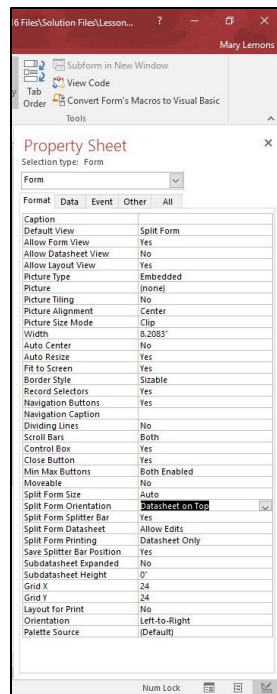 16 Files\Solution Files\Lesson...
?
Mary Lemons
Tab Order
Subform in New Window
View Code
Convert Form's Macros to Visual Basic
Tools
Property Sheet
Selection type: Form
Form
Format Data Event Other All
Caption
Default View Split Form
Allow Form View Yes
Allow Datasheet View No
Allow Layout View Yes
Picture Type Embedded
Picture (none)
Picture Tiling No
Picture Alignment Center
Picture Size Mode Clip
Width 8.2083"
Auto Center No
Auto Resize Yes
Fit to Screen Yes
Border Style Sizable
Record Selectors Yes
Navigation Buttons Yes
Navigation Caption
Dividing Lines No
Scroll Bars Both
Control Box Yes
Close Button Yes
Min Max Buttons Both Enabled
Moveable No
Split Form Size Auto
Split Form Orientation Datasheet on Top
Split Form Splitter Bar Yes
Split Form Datasheet Allow Edits
Split Form Printing Datasheet Only
Save Splitter Bar Position Yes
Subdatasheet Expanded No
Subdatasheet Height 0"
Grid X 24
Grid Y 24
Layout for Print No
Orientation Left-to-Right
Palette Source (Default)
Num Lock